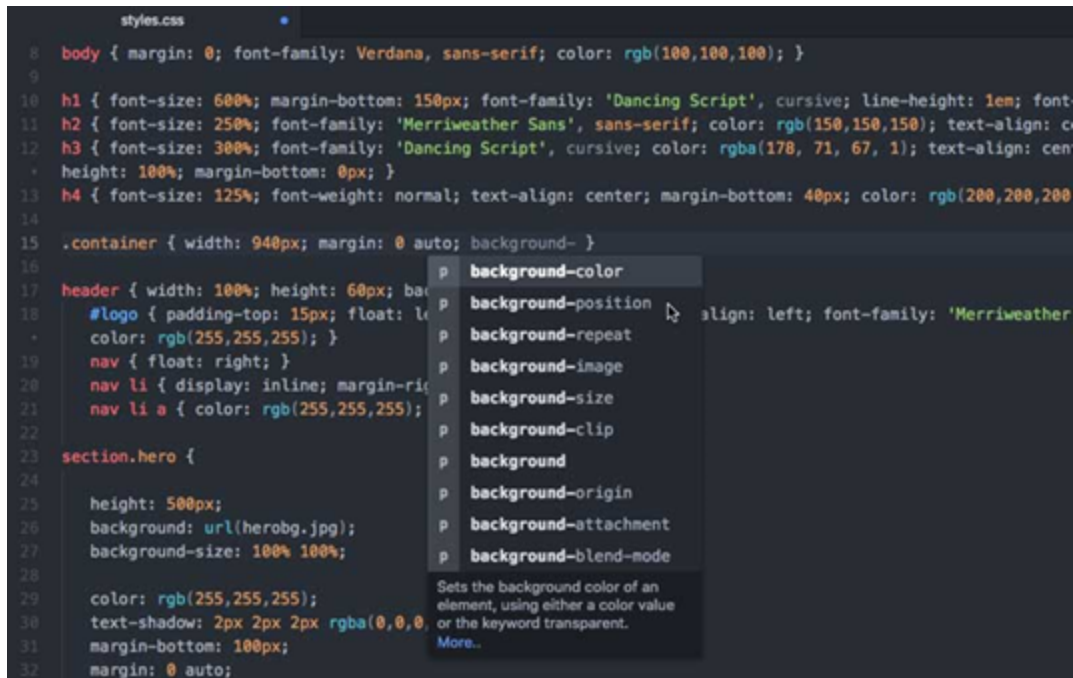 styles.css
8 body { margin: 0; font-family: Verdana, sans-serif; color: rgb(100,100,100); }
9
10 h1 { font-size: 600%; margin-bottom: 150px; font-family: 'Dancing Script', cursive; line-height: 1em; font-
11 h2 { font-size: 250%; font-family: 'Merriweather Sans', sans-serif; color: rgb(150,150,150); text-align: c
12 h3 { font-size: 300%; font-family: 'Dancing Script', cursive; color: rgba(178, 71, 67, 1); text-align: cen
• height: 100%; margin-bottom: 0px; }
13 h4 { font-size: 125%; font-weight: normal; text-align: center; margin-bottom: 40px; color: rgb(200,200,200
14
15 .container { width: 940px; margin: 0 auto; background- }
16
p background-color
17 header { width: 100%; height: 60px; bac
p background-position
18 #logo { padding-top: 15px; float: le align: left; font-family: 'Merriweather
• color: rgb(255,255,255); }
p background-repeat
19 nav { float: right; }
p background-image
20 nav li { display: inline; margin-rig
p background-size
21 nav li a { color: rgb(255,255,255);
p background-clip
22
23 section.hero {
p background
24
p background-origin
25 height: 500px;
p background-attachment
26 background: url(herobg.jpg);
27 background-size: 100% 100%;
p background-blend-mode
28
Sets the background color of an
29 color: rgb(255,255,255);
element, using either a color value
30 text-shadow: 2px 2px 2px rgba(0,0,0,
or the keyword transparent.
31 margin-bottom: 100px;
More..
32 margin: 0 auto;